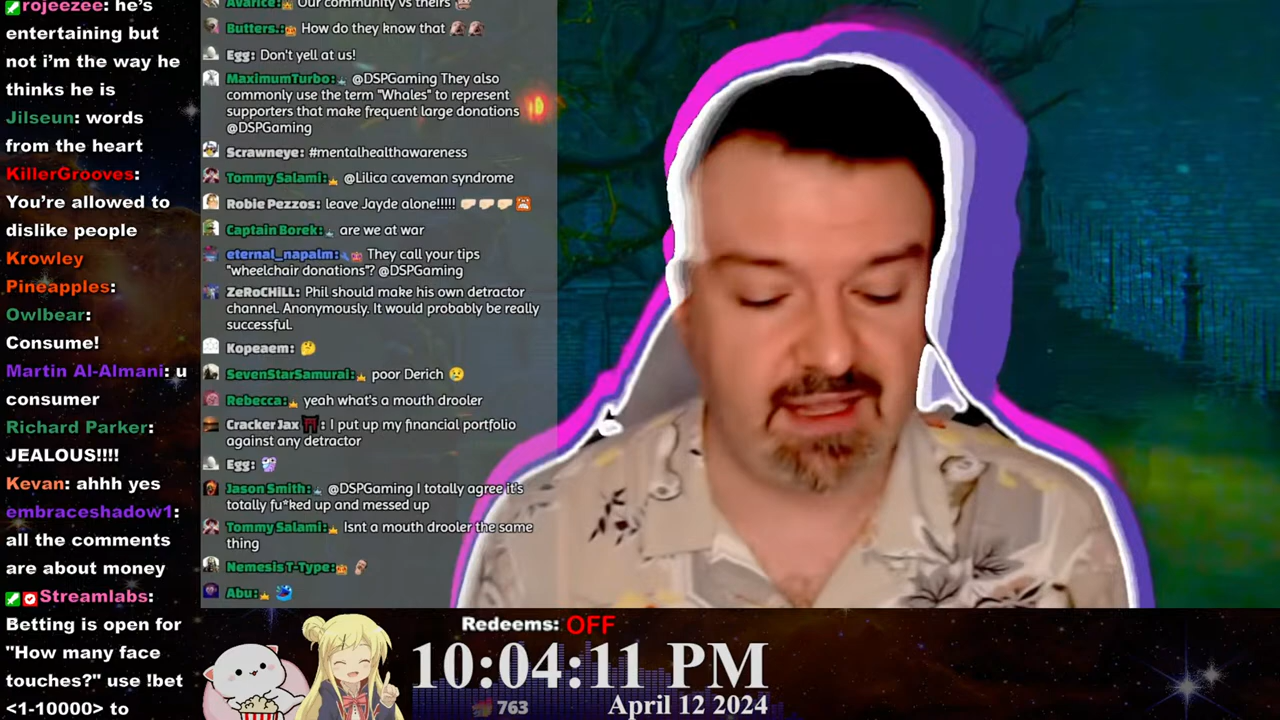 rojeezee: he's
entertaining but
not i'm the way he
thinks he is
Jilseun: words
from the heart
KillerGrooves:
You're allowed to
dislike people
Krowley
Pineapples:
Owlbear:
Consume!
Martin Al-Almani: u
consumer
Richard Parker:
JEALOUS!!!!
Kevan: ahhh yes
embraceshadow1:
all the comments
are about money
Streamlabs:
Betting is open for
"How many face
touches?" use !bet
<1-10000> to
Avarice: Our community vs theirs
Butters.: How do they know that
Egg: Don't yell at us!
MaximumTurbo: @DSPGaming They also
commonly use the term "Whales" to represent
supporters that make frequent large donations
@DSPGaming
Scrawneye: #mentalhealthawareness
Tommy Salami: @Lilica caveman syndrome
Robie Pezzos: leave Jayde alone!!!!!
Captain Borek: are we at war
eternal_napalm: They call your tips
"wheelchair donations"? @DSPGaming
ZeRoCHiLL: Phil should make his own detractor
channel. Anonymously. It would probably be really
successful.
Kopeaem:
SevenStarSamurai: poor Derich
Rebecca: yeah what's a mouth drooler
CrackerJax : I put up my financial portfolio
against any detractor
Egg:
Jason Smith: @DSPGaming I totally agree it's
totally fu*ked up and messed up
Tommy Salami: Isnt a mouth drooler the same
thing
Nemesis T-Type:
Abu:
Redeems: OFF
10:04:11 PM
763
April 12 2024